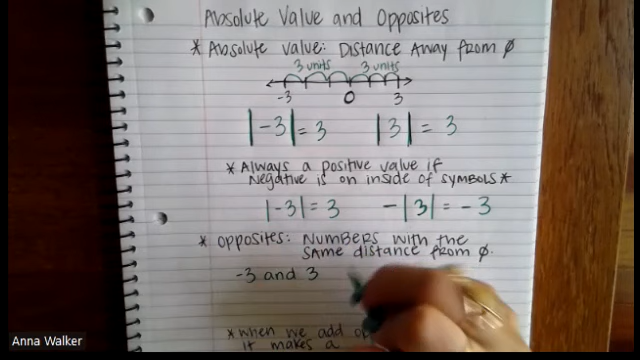 Absolute Value and Opposites
* Absolute Value: Distance Away from 0
3 units 3 units
-3 0 3
|-3| = 3 |3| = 3
* Always a positive value if
Negative is on inside of symbols *
|-3| = 3 -|3| = -3
* Opposites: Numbers with the
same distance from 0.
-3 and 3
* when we add
it makes a
Anna Walker